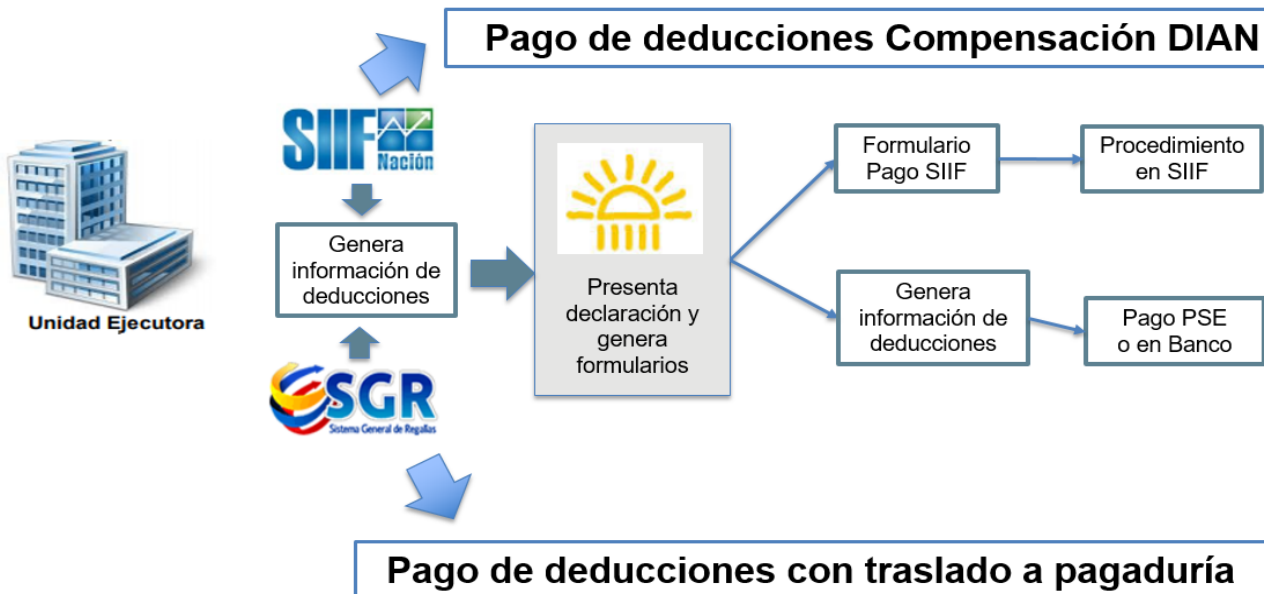 Pago de deducciones Compensación DIAN
SIIF
Nación
Unidad Ejecutora
Genera
información de
deducciones
SGR
Sistema General de Regalías
Presenta
declaración y
genera
formularios
Formulario
Pago SIIF
Procedimiento
en SIIF
Genera
información de
deducciones
Pago PSE
o en Banco
Pago de deducciones con traslado a pagaduría